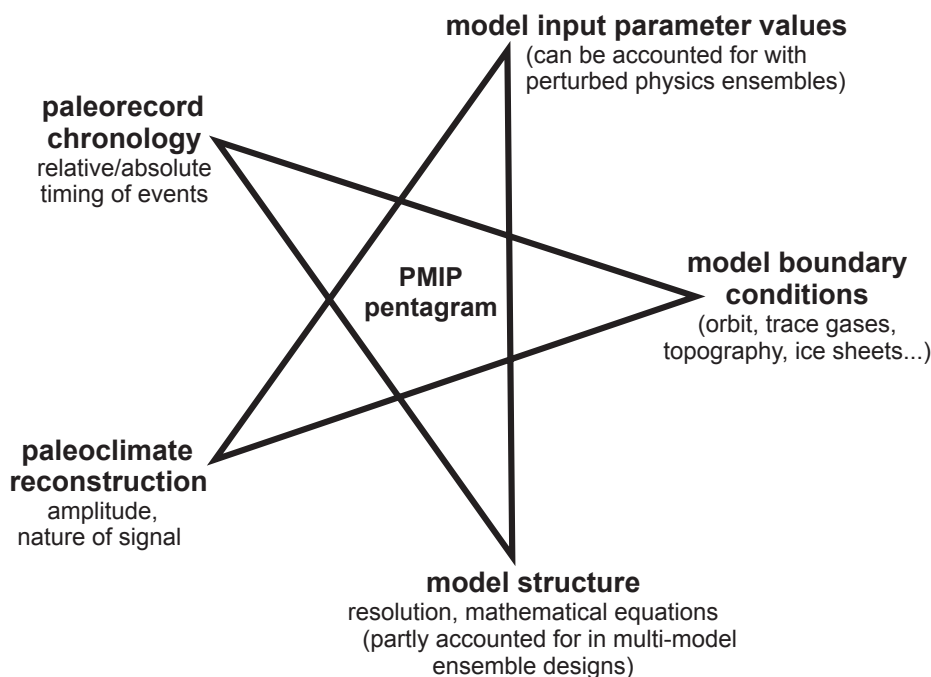 model input parameter values
(can be accounted for with
perturbed physics ensembles)
paleorecord
chronology
relative/absolute
timing of events
PMIP
pentagram
model boundary
conditions
(orbit, trace gases,
topography, ice sheets...)
paleoclimate
reconstruction
amplitude,
nature of signal
model structure
resolution, mathematical equations
(partly accounted for in multi-model
ensemble designs)